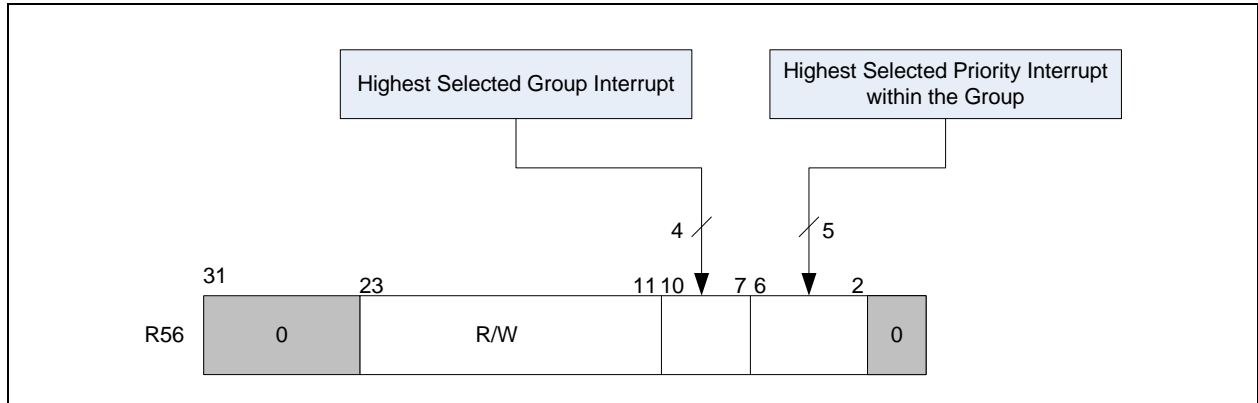 Highest Selected Group Interrupt
Highest Selected Priority Interrupt
within the Group
4
5
31
23
11 10
7 6
2
R56
0
R/W
0